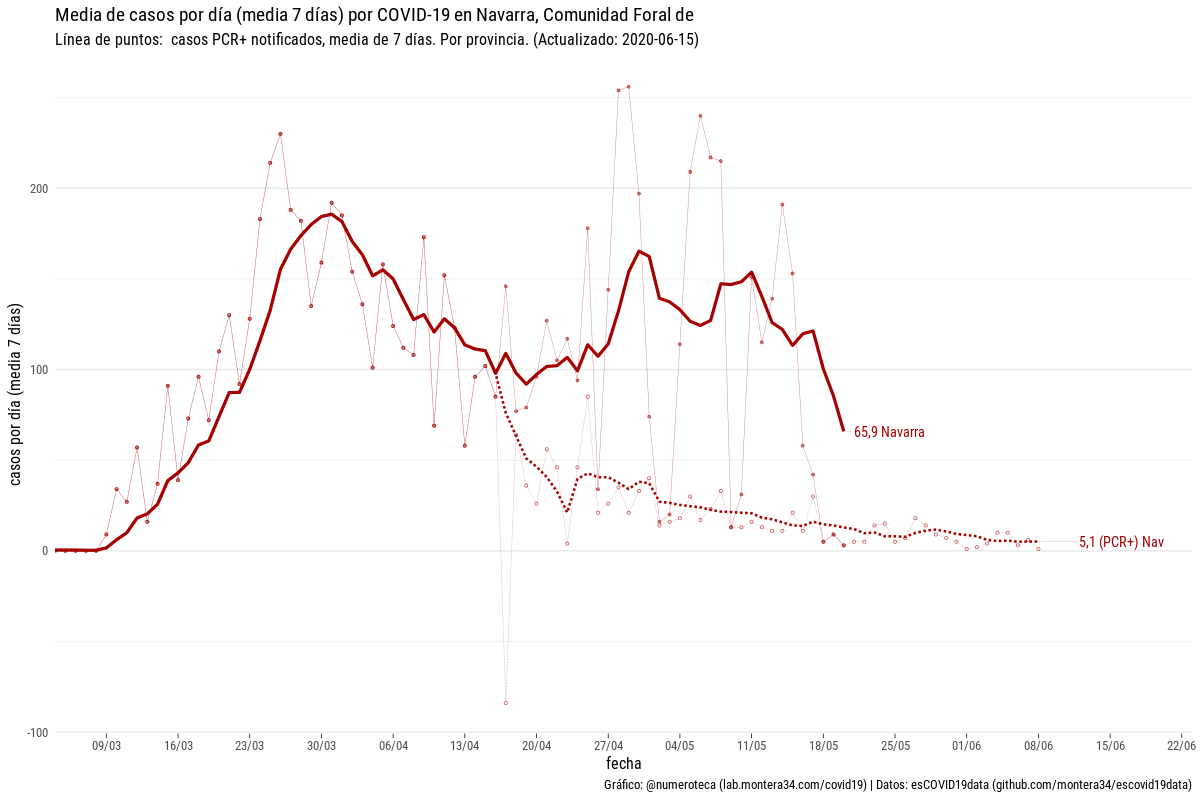 Media de casos por día (media 7 días) por COVID-19 en Navarra, Comunidad Foral de
Línea de puntos:  casos PCR+ notificados, media de 7 días. Por provincia. (Actualizado: 2020-06-15)
casos por día (media 7 días)
200
100
0
-100
65,9 Navarra
5,1 (PCR+) Nav
09/03 16/03 23/03 30/03 06/04 13/04 20/04 27/04 04/05 11/05 18/05 25/05 01/06 08/06 15/06 22/06
fecha
Gráfico: @numeroteca (lab.montera34.com/covid19) | Datos: esCOVID19data (github.com/montera34/escovid19data)